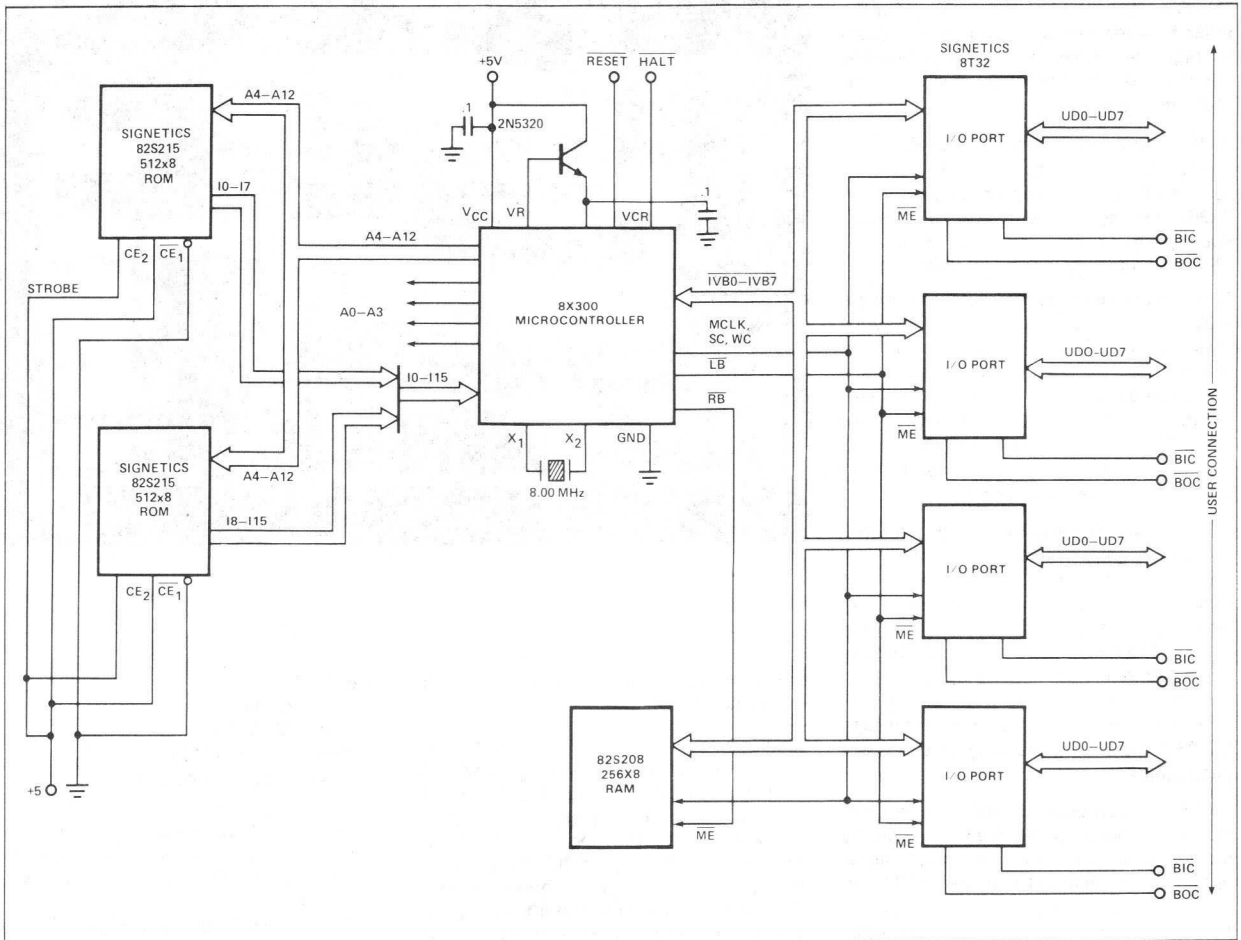 SIGNETICS
82S215
512x8
ROM
A4–A12
I0–I7
CE2
CE1
STROBE
A4–A12
A0–A3
I0–I15
SIGNETICS
82S215
512x8
ROM
A4–A12
I8–I15
CE2
CE1
+5
+5V
.1
2N5320
RESET
HALT
.1
VCC
VR
VCR
8X300
MICROCONTROLLER
X1
X2
GND
8.00 MHz
IVB0–IVB7
MCLK,
SC, WC
LB
RB
82S208
256X8
RAM
ME
SIGNETICS
8T32
I/O PORT
UD0–UD7
ME
BIC
BOC
I/O PORT
UDO-UD7
ME
BIC
BOC
I/O PORT
UD0–UD7
ME
BIC
BOC
I/O PORT
UD0–UD7
ME
BIC
BOC
USER CONNECTION